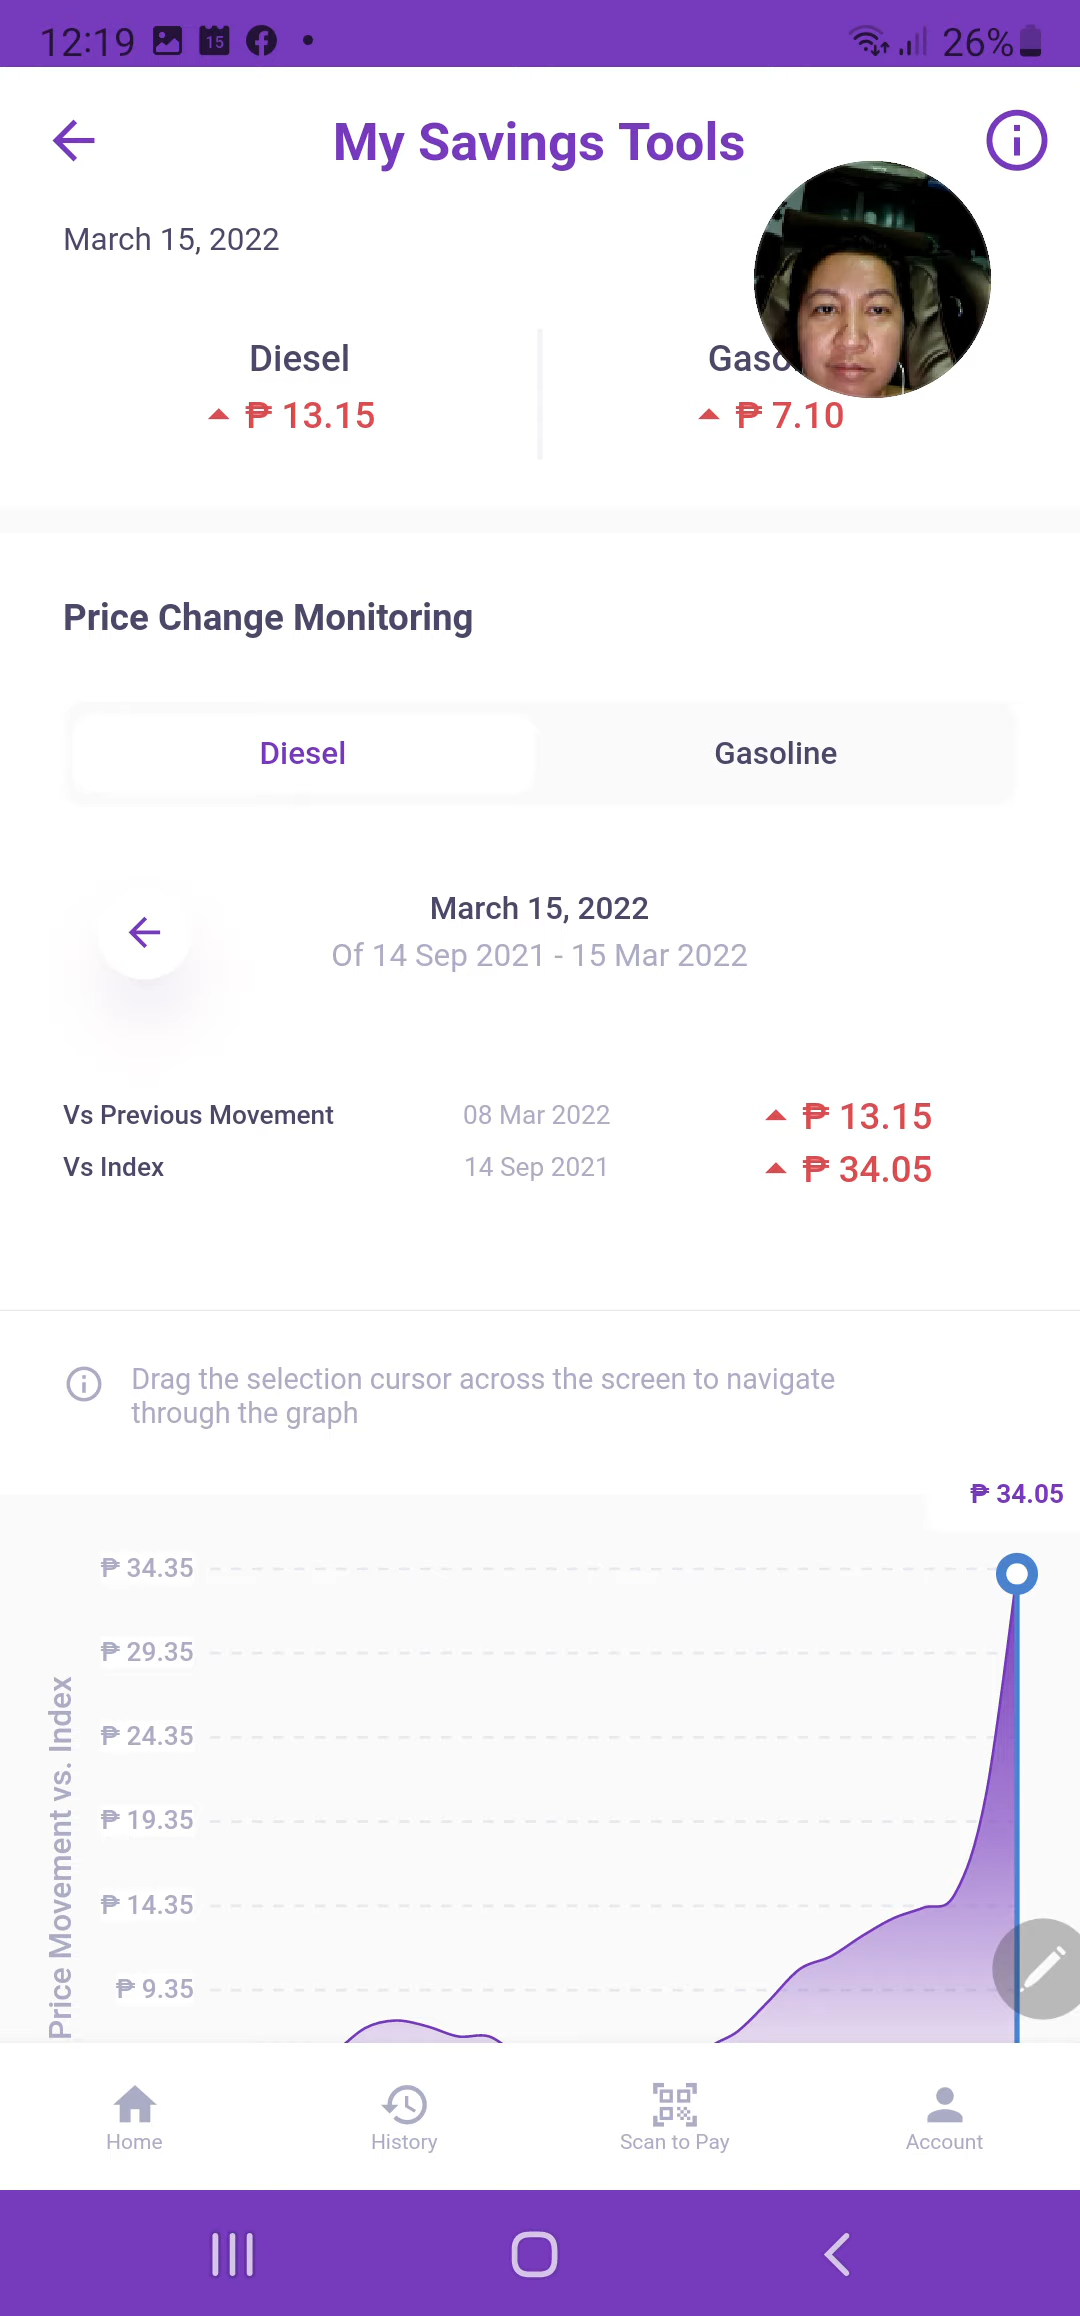 12:19
15
26%
My Savings Tools
March 15, 2022
Diesel
Gaso
₱ 13.15
₱ 7.10
Price Change Monitoring
Diesel
Gasoline
March 15, 2022
Of 14 Sep 2021 - 15 Mar 2022
Vs Previous Movement 08 Mar 2022 ₱ 13.15
Vs Index 14 Sep 2021 ₱ 34.05
Drag the selection cursor across the screen to navigate
through the graph
₱ 34.05
₱ 34.35
₱ 29.35
₱ 24.35
₱ 19.35
₱ 14.35
₱ 9.35
Price Movement vs. Index
Home
History
Scan to Pay
Account